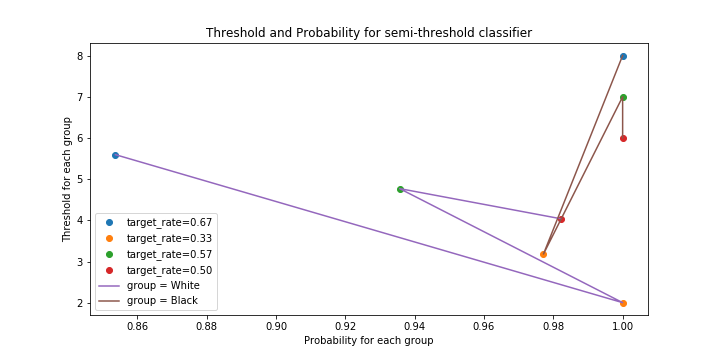 Threshold and Probability for semi-threshold classifier
Threshold for each group
8
7
6
5
4
3
2
target_rate=0.67
target_rate=0.33
target_rate=0.57
target_rate=0.50
group = White
group = Black
0.86 0.88 0.90 0.92 0.94 0.96 0.98 1.00
Probability for each group